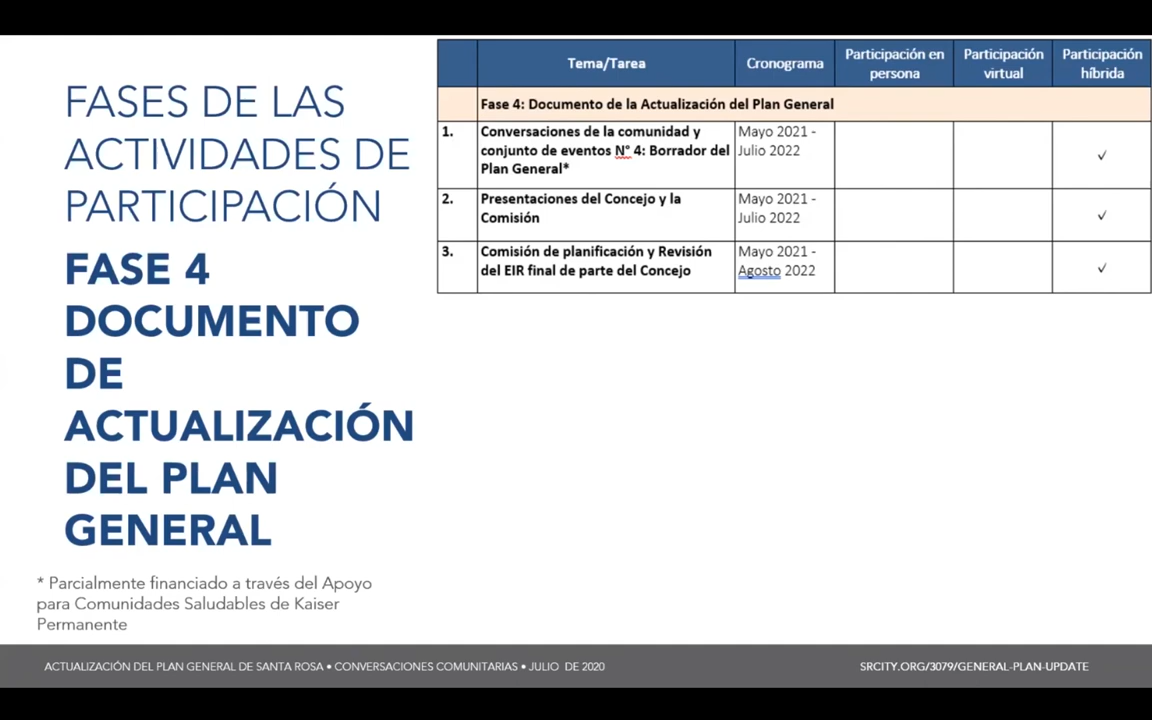 FASES DE LAS
ACTIVIDADES DE
PARTICIPACIÓN
FASE 4
DOCUMENTO
DE
ACTUALIZACIÓN
DEL PLAN
GENERAL
* Parcialmente financiado a través del Apoyo
para Comunidades Saludables de Kaiser
Permanente
Tema/Tarea Cronograma Participación en persona Participación virtual Participación híbrida
Fase 4: Documento de la Actualización del Plan General
1. Conversaciones de la comunidad y Mayo 2021 -
conjunto de eventos N° 4: Borrador del Julio 2022 ✓
Plan General*
2. Presentaciones del Concejo y la Mayo 2021 -
Comisión Julio 2022 ✓
3. Comisión de planificación y Revisión Mayo 2021 -
del EIR final de parte del Concejo Agosto 2022 ✓
ACTUALIZACIÓN DEL PLAN GENERAL DE SANTA ROSA • CONVERSACIONES COMUNITARIAS • JULIO DE 2020 SRCITY.ORG/3079/GENERAL-PLAN-UPDATE